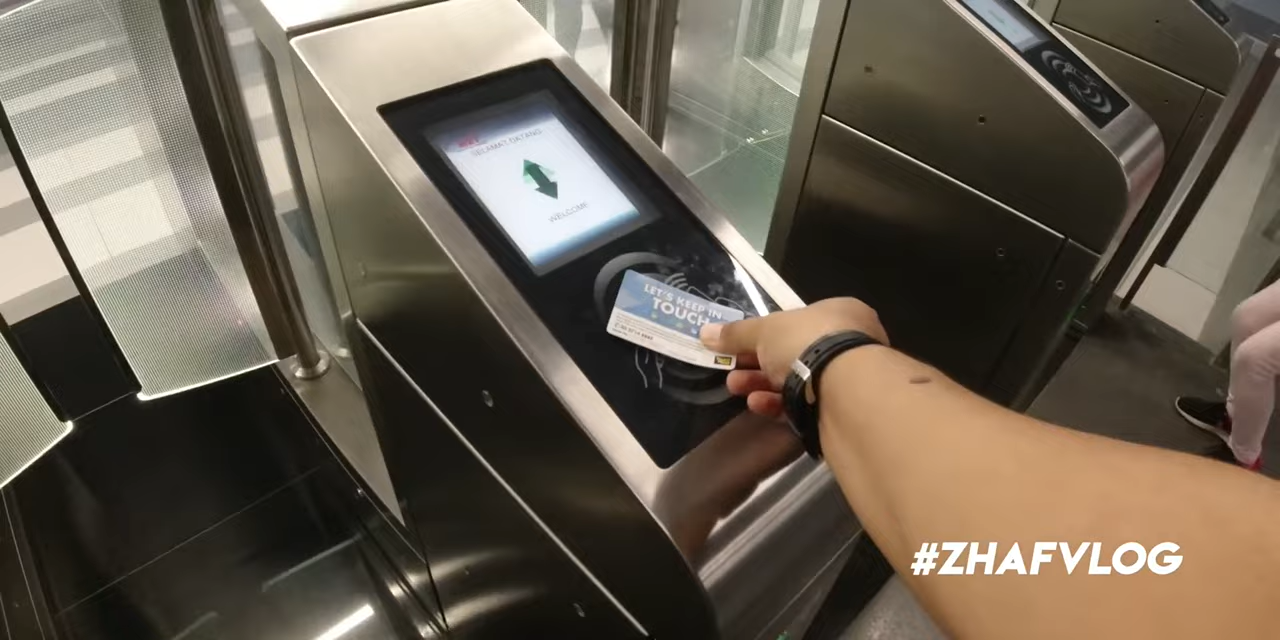 SELAMAT DATANG
WELCOME
LET'S KEEP IN
TOUCH
#ZHAFVLOG